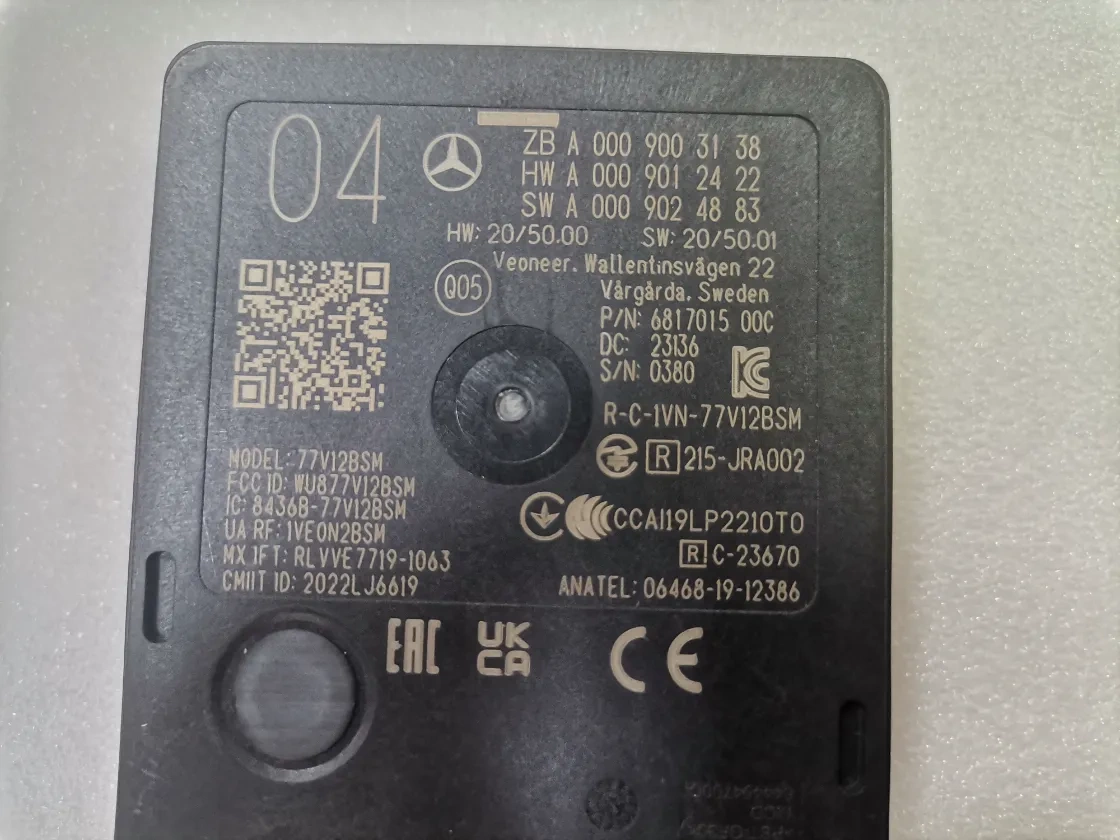 04
ZB A 000 900 31 38
HW A 000 901 24 22
SW A 000 902 48 83
HW: 20/50.00 SW: 20/50.01
Veoneer. Wallentinsvägen 22
Q05
Vårgårda. Sweden
P/N: 6817015 00C
DC: 23136
S/N: 0380
R-C-1VN-77V12BSM
R 215-JRA002
MODEL: 77V12BSM
FCC ID: WU877V12BSM
IC: 8436B-77V12BSM
UA RF: 1VEON2BSM
MX IFT: RLVVE7719-1063
CMIIT ID: 2022LJ6619
CCAI19LP2210T0
R C-23670
ANATEL: 06468-19-12386
EAC
UK
CA
CE